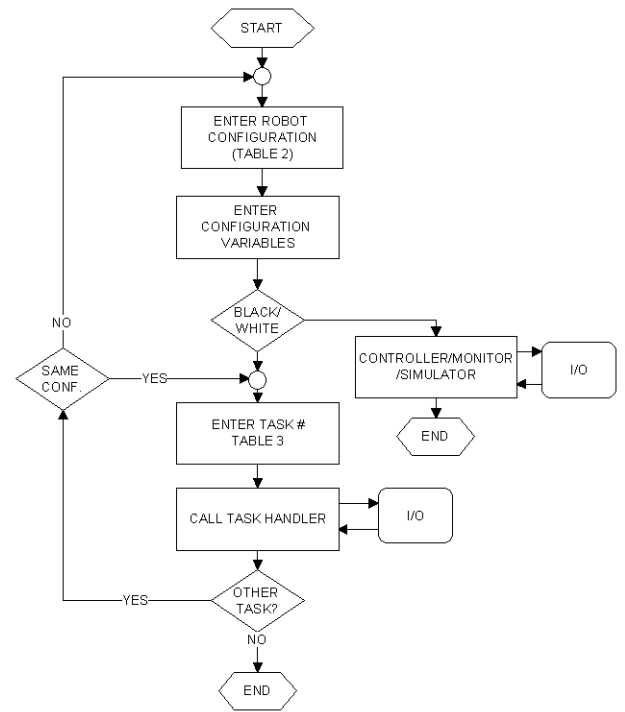 START
ENTER ROBOT
CONFIGURATION
(TABLE 2)
ENTER
CONFIGURATION
VARIABLES
BLACK/
WHITE
NO
SAME
CONF.
YES
CONTROLLER/MONITOR
/SIMULATOR
I/O
END
ENTER TASK #
TABLE 3
CALL TASK HANDLER
I/O
OTHER
TASK?
YES
NO
END